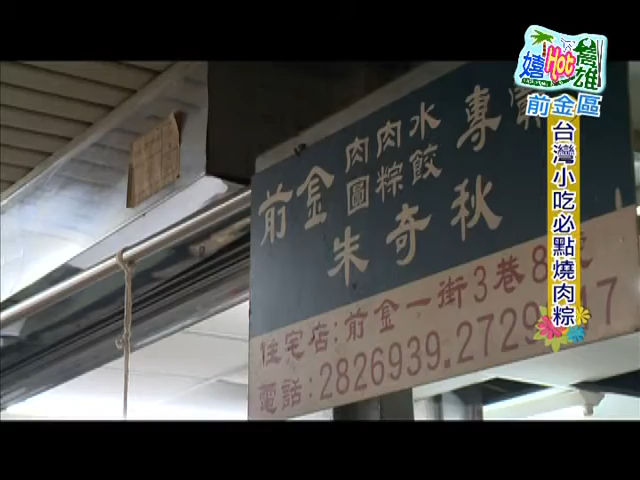 嬉Hot高雄
前金區
台灣小吃必點燒肉粽
前金 肉圓 肉粽 水餃 專
朱奇秋
住宅店：前金一街3巷8
電話：2826939.2729 17